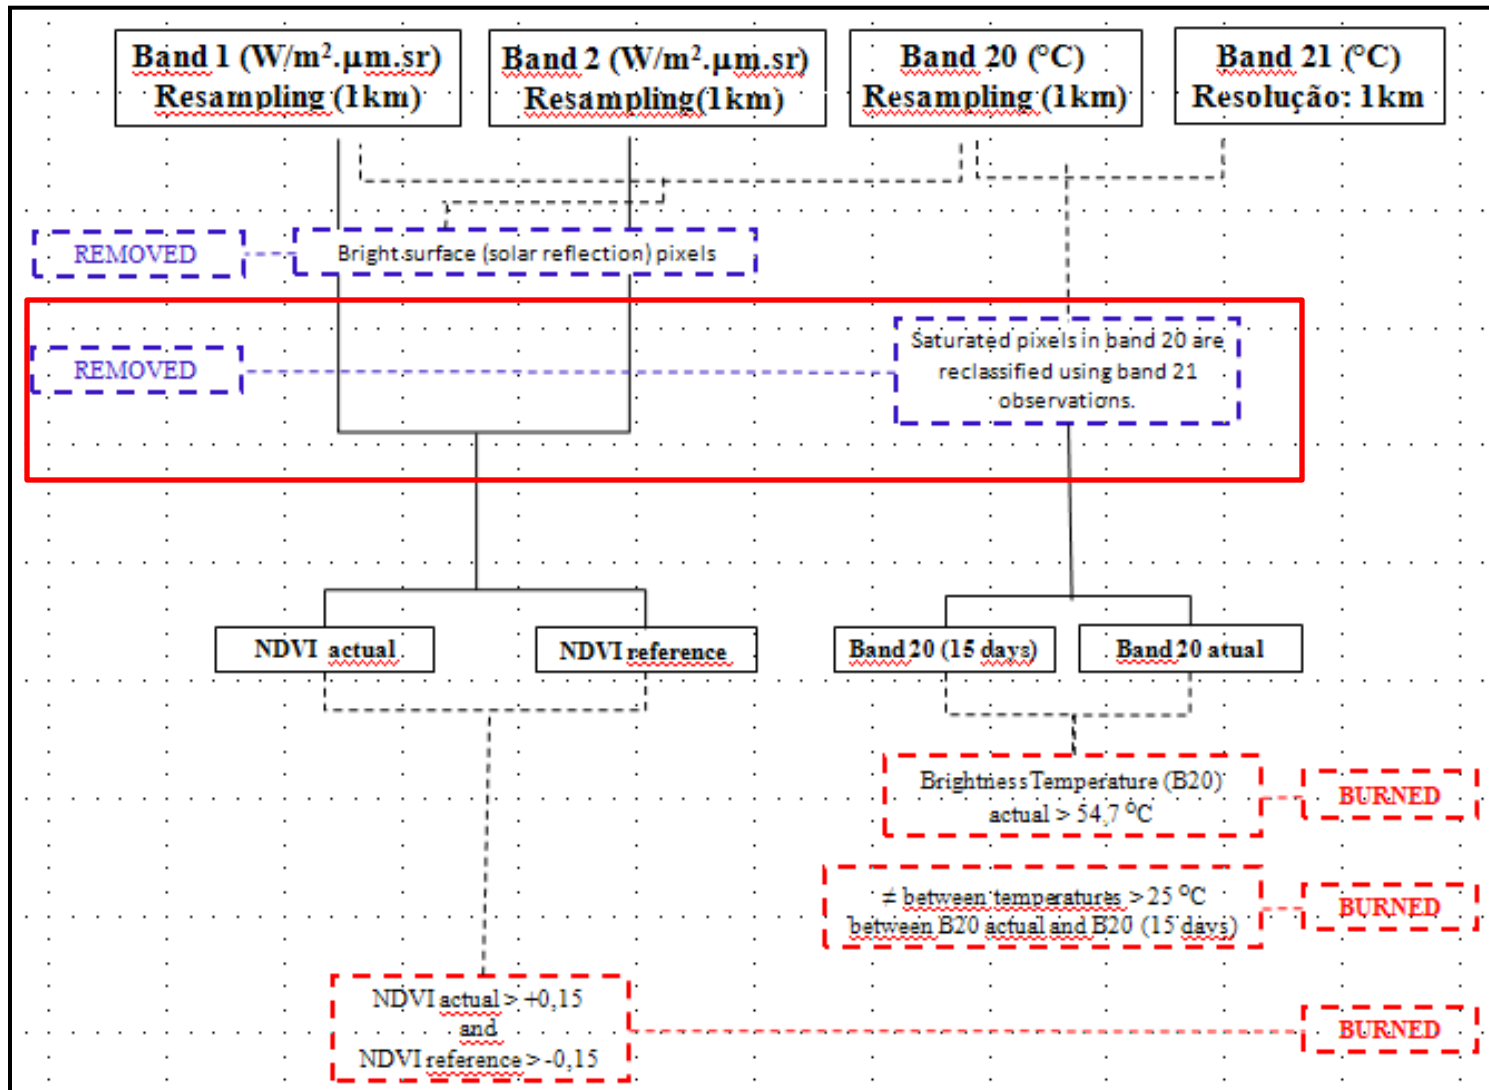 Band 1 (W/m².µm.sr)
Resampling (1km)
Band 2 (W/m².µm.sr)
Resampling(1km)
Band 20 (°C)
Resampling (1km)
Band 21 (°C)
Resolução: 1km
REMOVED
Bright surface (solar reflection) pixels
REMOVED
Saturated pixels in band 20 are
reclassified using band 21
observations.
NDVI actual
NDVI reference
Band 20 (15 days)
Band 20 atual
Brightness Temperature (B20)
actual > 54,7 °C
BURNED
≠ between temperatures > 25 °C
between B20 actual and B20 (15 days)
BURNED
NDVI actual > +0,15
and
NDVI reference > -0,15
BURNED